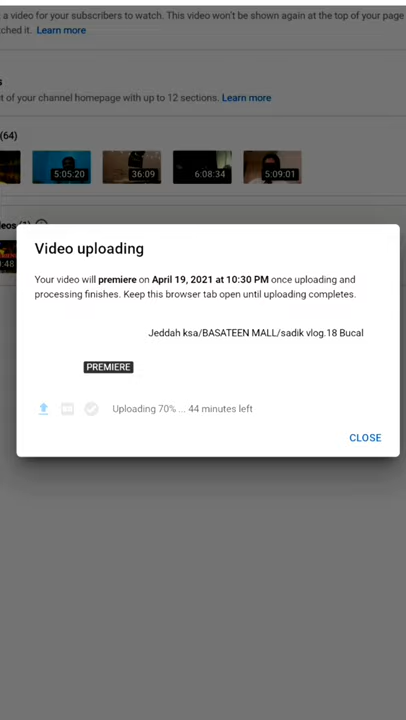 a video for your subscribers to watch. This video won't be shown again at the top of your page
ched it. Learn more
s
t of your channel homepage with up to 12 sections. Learn more
(64)
5:05:20 36:09 6:08:34 5:09:01
eos (1)
:48
Video uploading
Your video will premiere on April 19, 2021 at 10:30 PM once uploading and
processing finishes. Keep this browser tab open until uploading completes.
Jeddah ksa/BASATEEN MALL/sadik vlog.18 Bucal
PREMIERE
Uploading 70% ... 44 minutes left
CLOSE